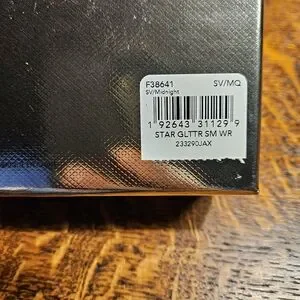 F38641 SV/MQ
SV/Midnight
1 92643 31129 9
STAR GLTTR SM WR
233290JAX